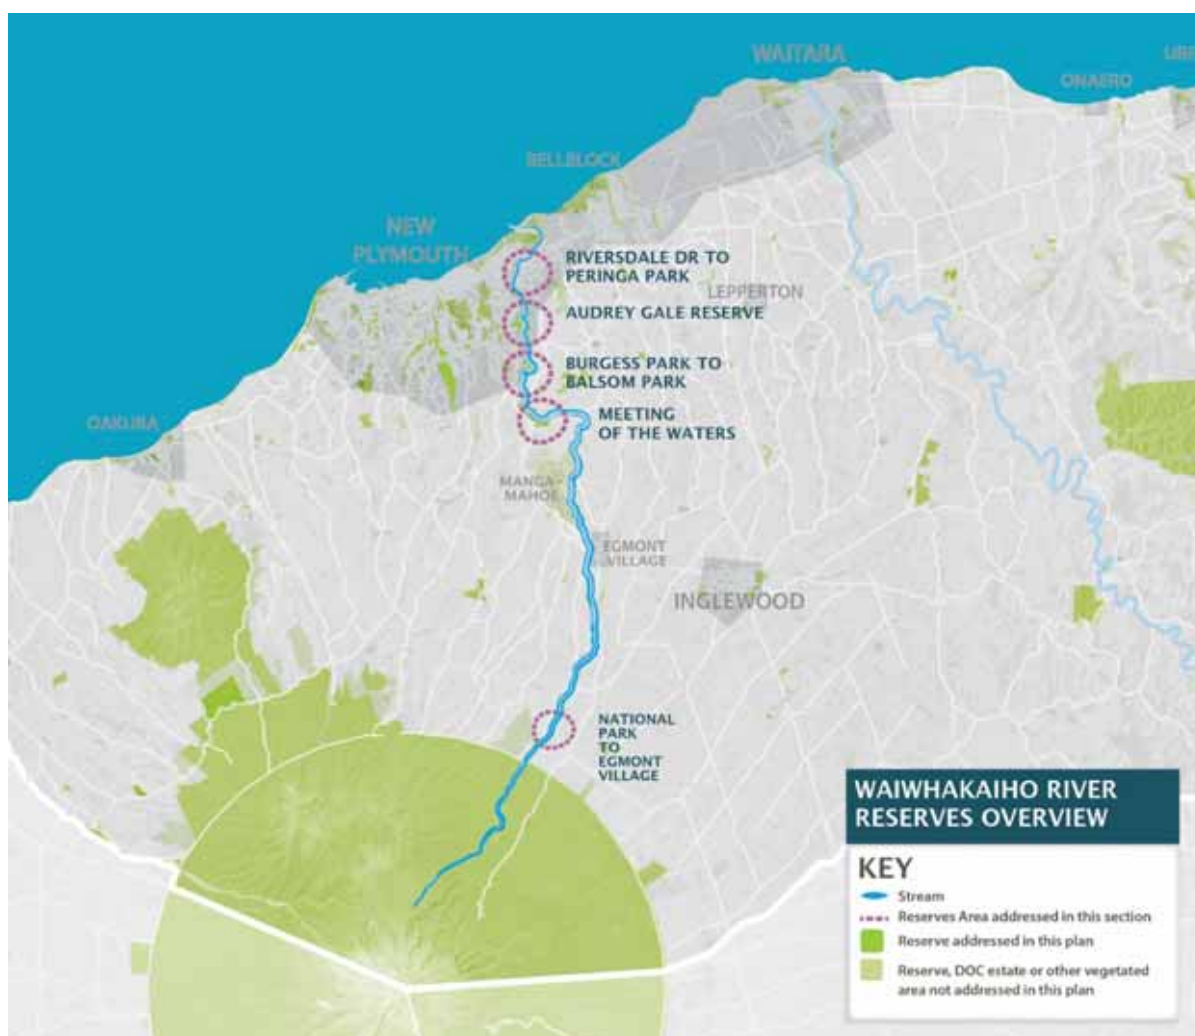 WAITARA
ONAERO
BELLBLOCK
NEW
PLYMOUTH
RIVERSDALE DR TO
PERINGA PARK
LEPPERTON
AUDREY GALE RESERVE
BURGESS PARK TO
BALSOM PARK
MEETING
OF THE WATERS
OAKURA
MANGA-
MAHOE
EGMONT
VILLAGE
INGLEWOOD
NATIONAL
PARK
TO
EGMONT
VILLAGE
WAIWHAKAIHO RIVER
RESERVES OVERVIEW
KEY
Stream
Reserves Area addressed in this section
Reserve addressed in this plan
Reserve, DOC estate or other vegetated
area not addressed in this plan